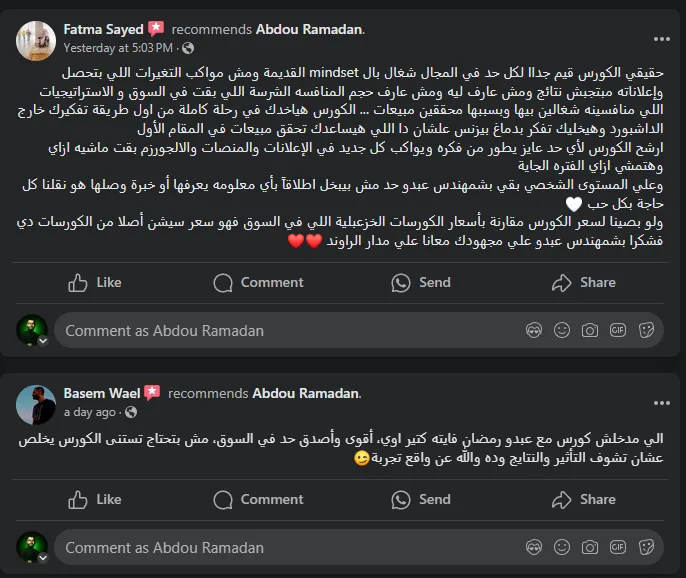 Fatma Sayed recommends Abdou Ramadan.
Yesterday at 5:03 PM ·
حقيقي الكورس قيم جداا لكل حد في المجال شغال بال mindset القديمة ومش مواكب التغيرات اللي بتحصل
وإعلاناته مبتجبش نتائج ومش عارف ليه ومش عارف حجم المنافسه الشرسة اللي بقت في السوق و الاستراتيجيات
اللي منافسينه شغالين بيها وبسببها محققين مبيعات ... الكورس هياخدك في رحلة كاملة من اول طريقة تفكيرك خارج
الداشبورد وهيخليك تفكر بدماغ بيزنس علشان دا اللي هيساعدك تحقق مبيعات في المقام الأول
ارشح الكورس لأي حد عايز يطور من فكره ويواكب كل جديد في الإعلانات والمنصات والالجورزم بقت ماشيه ازاي
وهتمشي ازاي الفتره الجاية
وعلي المستوى الشخصي بقي بشمهندس عبدو حد مش بيبخل اطلاقآ بأي معلومه يعرفها أو خبرة وصلها هو نقلنا كل
حاجة بكل حب 🤍
ولو بصينا لسعر الكورس مقارنة بأسعار الكورسات الخزعبلية اللي في السوق فهو سعر سيشن أصلا من الكورسات دي
فشكرا بشمهندس عبدو علي مجهودك معانا علي مدار الراوند ❤️❤️
Like Comment Send Share
Comment as Abdou Ramadan
GIF
Basem Wael recommends Abdou Ramadan.
a day ago ·
الي مدخلش كورس مع عبدو رمضان فايته كتير اوي، أقوى وأصدق حد في السوق، مش بتحتاج تستنى الكورس يخلص
عشان تشوف التأثير والنتايج وده والله عن واقع تجربة😉
Like Comment Send Share
Comment as Abdou Ramadan
GIF